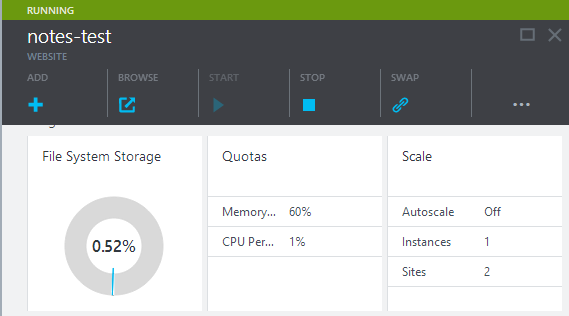 RUNNING
notes-test
WEBSITE
ADD BROWSE START STOP SWAP
File System Storage
0.52%
Quotas
Memory... 60%
CPU Per... 1%
Scale
Autoscale Off
Instances 1
Sites 2